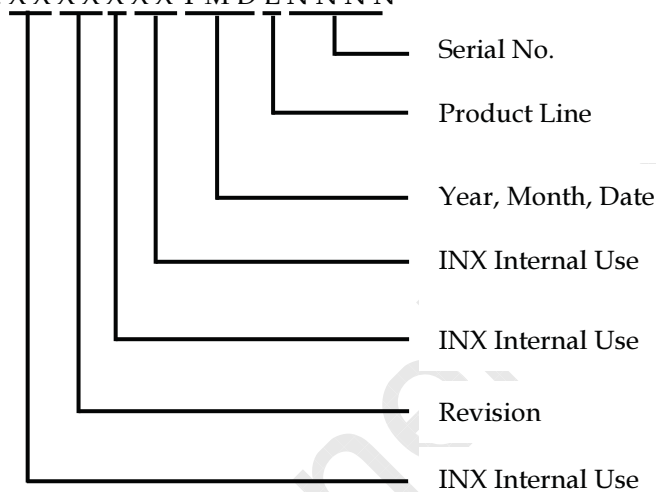 X X X X X X X Y M D L N N N N
Serial No.
Product Line
Year, Month, Date
INX Internal Use
INX Internal Use
Revision
INX Internal Use